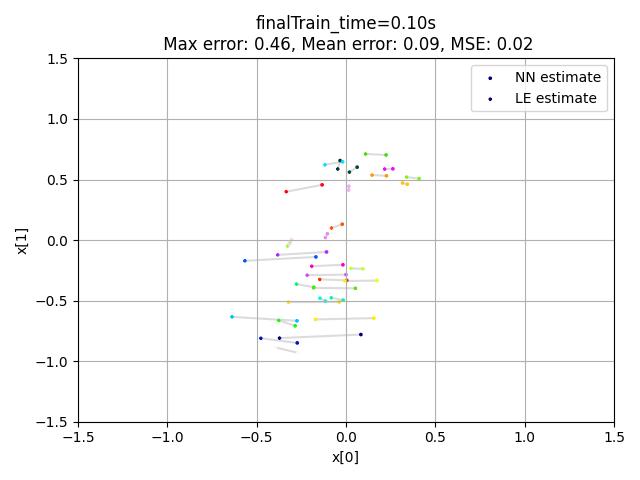 finalTrain_time=0.10s
Max error: 0.46, Mean error: 0.09, MSE: 0.02
1.5
1.0
0.5
0.0
−0.5
−1.0
−1.5
x[1]
NN estimate
LE estimate
−1.5
−1.0
−0.5
0.0
0.5
1.0
1.5
x[0]